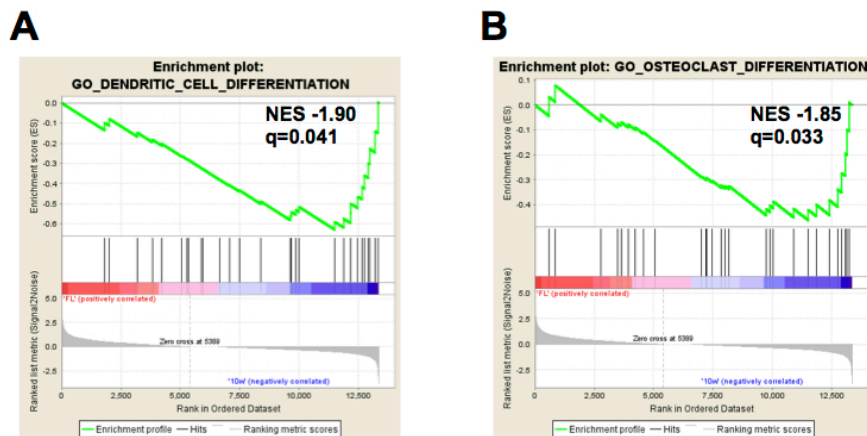 A
Enrichment plot:
GO_DENDRITIC_CELL_DIFFERENTIATION
NES -1.90
q=0.041
Enrichment score (ES)
0.0
-0.1
-0.2
-0.3
-0.4
-0.5
-0.6
'FL' (positively correlated)
Ranked list metric (Signal2Noise)
5.0
2.5
0.0
-2.5
Zero cross at 5389
'10W' (negatively correlated)
0
2,500
5,000
7,500
10,000
12,500
Rank in Ordered Dataset
Enrichment profile
Hits
Ranking metric scores
B
Enrichment plot: GO_OSTEOCLAST_DIFFERENTIATION
NES -1.85
q=0.033
Enrichment score (ES)
0.1
0.0
-0.1
-0.2
-0.3
-0.4
'FL' (positively correlated)
Ranked list metric (Signal2Noise)
5.0
2.5
0.0
-2.5
Zero cross at 5389
'10W' (negatively correlated)
0
2,500
5,000
7,500
10,000
12,500
Rank in Ordered Dataset
Enrichment profile
Hits
Ranking metric scores